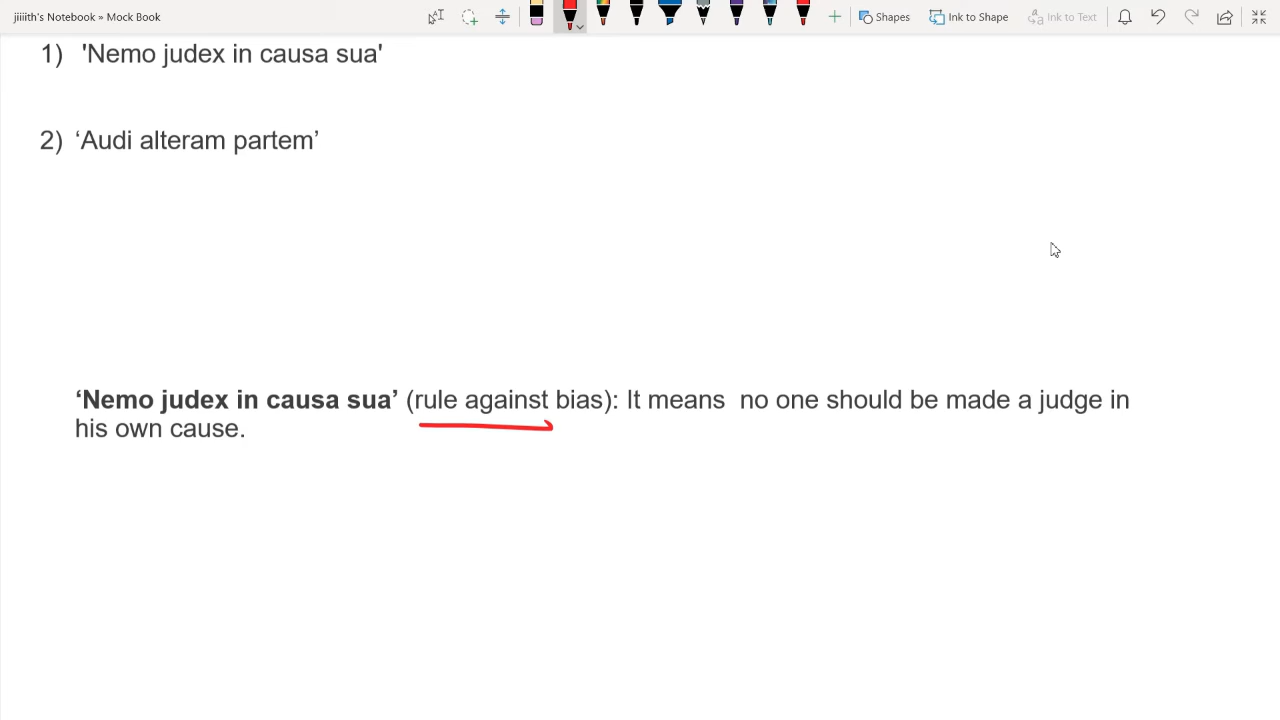 jiiiith's Notebook » Mock Book
Shapes
Ink to Shape
Ink to Text
1) 'Nemo judex in causa sua'
2) ‘Audi alteram partem’
‘Nemo judex in causa sua’ (rule against bias): It means  no one should be made a judge in
his own cause.